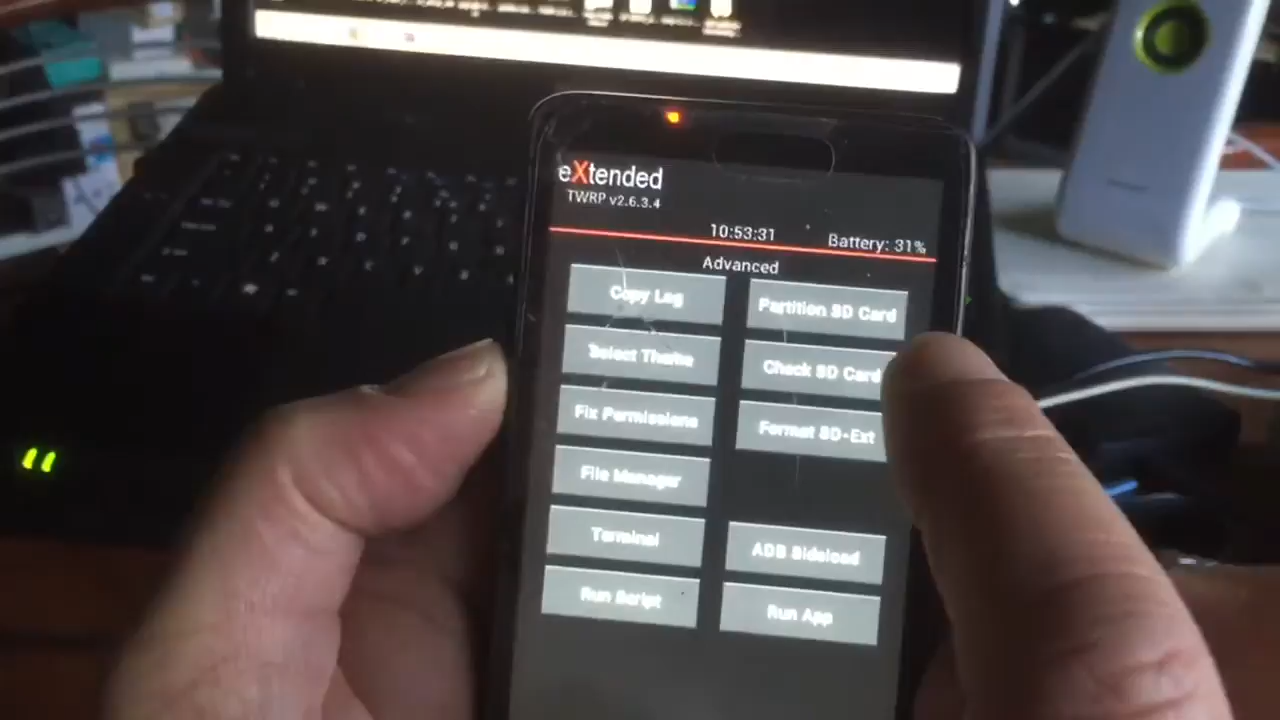 eXtended
TWRP v2.6.3.4
10:53:31
Battery: 31%
Advanced
Copy Log
Partition SD Card
Select Theme
Check SD Card
Fix Permissions
Format SD-Ext
File Manager
Terminal
ADB Sideload
Run Script
Run App